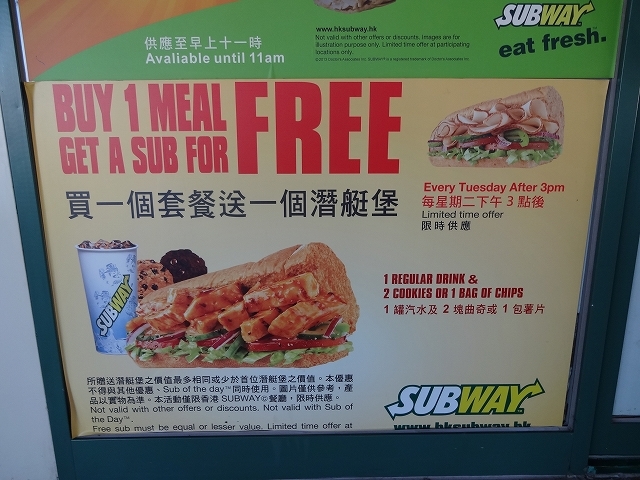 供應至早上十一時
Avaliable until 11am
www.hksubway.hk
Not valid with other offers or discounts. Images are for
illustration purpose only. Limited time offer at participating
locations only.
SUBWAY
eat fresh.
BUY 1 MEAL
GET A SUB FOR
FREE
買一個套餐送一個潛艇堡
Every Tuesday After 3pm
每星期二下午3點後
Limited time offer
限時供應
SUBWAY
1 REGULAR DRINK &
2 COOKIES OR 1 BAG OF CHIPS
1 罐汽水及 2 塊曲奇或 1 包薯片
所贈送潛艇堡之價值最多相同或少於首位潛艇堡之價值。本優惠
不得與其他優惠、Sub of the day™同時使用。圖片僅供參考，產
品以實物為準。本活動僅限香港 SUBWAY®餐廳，限時供應。
Not valid with other offers or discounts. Not valid with Sub of
the Day™.
Free sub must be equal or lesser value. Limited time offer at
SUBWAY
www.hksubway.hk